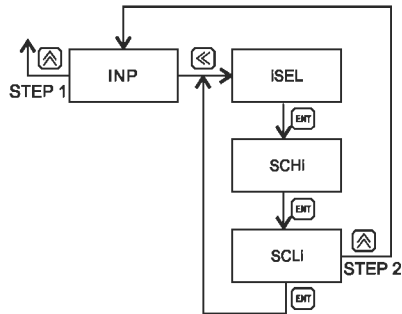 INP
STEP 1
ISEL
ENT
SCHi
ENT
SCLi
STEP 2
ENT